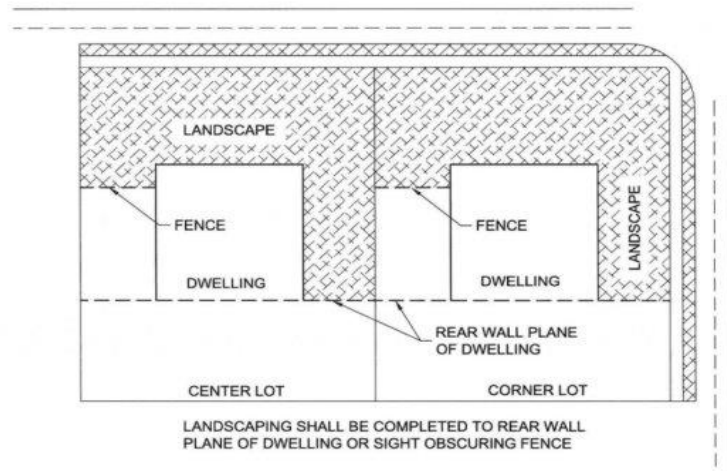 LANDSCAPE
LANDSCAPE
FENCE
FENCE
DWELLING
DWELLING
REAR WALL PLANE
OF DWELLING
CENTER LOT
CORNER LOT
LANDSCAPING SHALL BE COMPLETED TO REAR WALL
PLANE OF DWELLING OR SIGHT OBSCURING FENCE